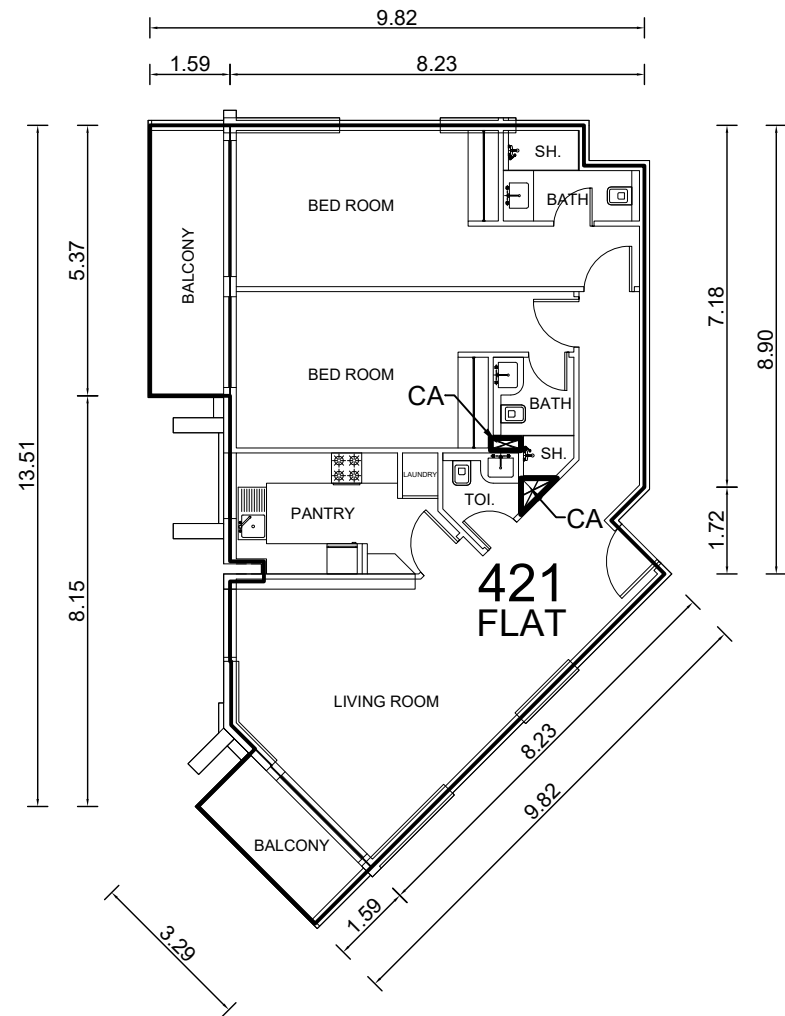 9.82
1.59
8.23
SH.
BATH
BED ROOM
BALCONY
5.37
7.18
8.90
BED ROOM
CA
BATH
13.51
SH.
LAUNDRY
TOI.
PANTRY
CA
1.72
421
FLAT
8.15
LIVING ROOM
8.23
9.82
BALCONY
1.59
3.29